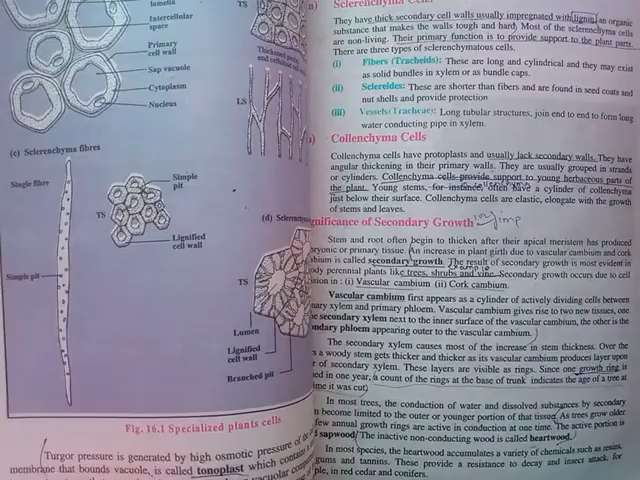 lamella
Intercellular
space
Primary
cell wall
Sap vacuole
Cytoplasm
Nucleus
TS
Thickened
and cellulose
LS
(c) Sclerenchyma fibres
Single fibre
Simple
pit
TS
Lignified
cell wall
Simple pit
(d)
TS
Lumen
Lignified
cell wall
Branched pit
Fig. 16.1 Specialized plants cells
Turgor pressure is generated by high osmotic pressure of the
membrane that bounds vacuole, is called tonoplast which contains
a) Sclerenchyma Cells
They have thick secondary cell walls usually impregnated with lignin, an organic
substance that makes the walls tough and hard. Most of the sclerenchyma cells
are non-living. Their primary function is to provide support to the plant parts.
There are three types of sclerenchymatous cells.
(i) Fibers (Tracheids): These are long and cylindrical and they may exist
as solid bundles in xylem or as bundle caps.
(ii) Sclereides: These are shorter than fibers and are found in seed coats and
nut shells and provide protection
(iii) Vessels (Tracheae): Long tubular structures, join end to end to form long
water conducting pipe in xylem.
) Collenchyma Cells
Collenchyma cells have protoplasts and usually lack secondary walls. They have
angular thickening in their primary walls. They are usually grouped in strands
or cylinders. Collenchyma cells provide support to young herbaceous parts of
the plant. Young stems, for instance, often have a cylinder of collenchyma
collenchyma
just below their surface. Collenchyma cells are elastic, elongate with the growth
of stems and leaves.
gnificance of Secondary Growth imp
Stem and root often begin to thicken after their apical meristem has produced
bryonic or primary tissue. An increase in plant girth due to vascular cambium and cork
bium is called secondary growth. The result of secondary growth is most evident in
ody perennial plants like trees, shrubs and vine. Secondary growth occurs due to cell
ision in : (i) Vascular cambium (ii) Cork cambium.
Vascular cambium first appears as a cylinder of actively dividing cells between
mary xylem and primary phloem. Vascular cambium gives rise to two new tissues, one
e secondary xylem next to the inner surface of the vascular cambium, the other is the
ondary phloem appearing outer to the vascular cambium.
The secondary xylem causes most of the increase in stem thickness. Over the
s a woody stem gets thicker and thicker as its vascular cambium produces layer upon
r of secondary xylem. These layers are visible as rings. Since one growth ring is
ed in one year, a count of the rings at the base of trunk indicates the age of a tree at
ime it was cut.
In most trees, the conduction of water and dissolved substances by secondary
n become limited to the outer or younger portion of that tissue. As trees grow older
few annual growth rings are active in conduction at one time. The active portion is
d sapwood. The inactive non-conducting wood is called heartwood.
In most species, the heartwood accumulates a variety of chemicals such as resins,
gums and tannins. These provide a resistance to decay and insect attack, for
ple, in red cedar and conifers.